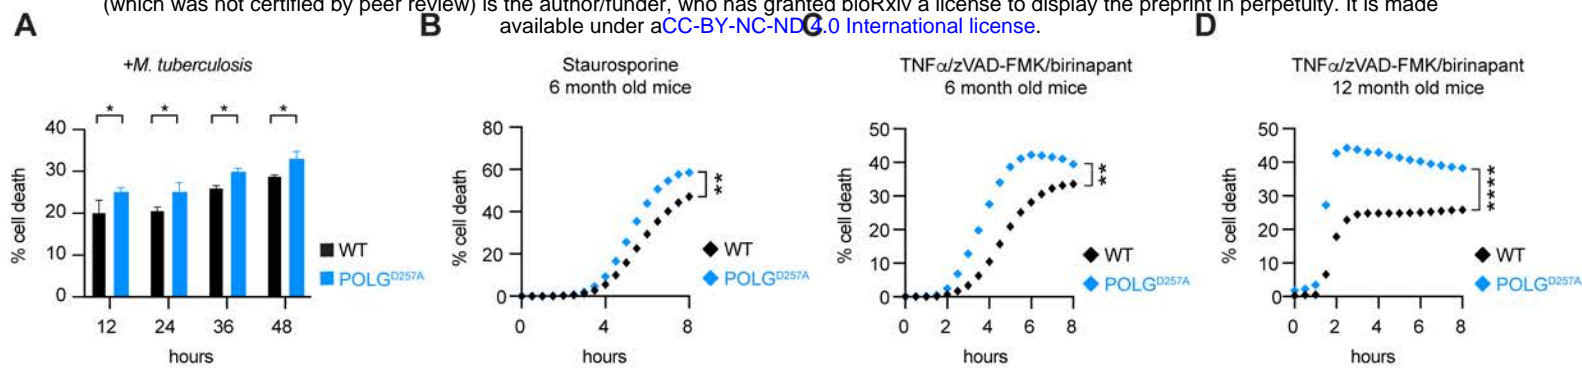 (which was not certified by peer review) is the author/funder, who has granted bioRxiv a license to display the preprint in perpetuity. It is made
available under aCC-BY-NC-ND 4.0 International license.
A
+M. tuberculosis
* * * *
% cell death
40
30
20
10
0
12 24 36 48
hours
WT
POLGD257A
B
Staurosporine
6 month old mice
% cell death
80
60
40
20
0
0 4 8
hours
**
WT
POLGD257A
C
TNFα/zVAD-FMK/birinapant
6 month old mice
% cell death
50
40
30
20
10
0
0 2 4 6 8
hours
**
WT
POLGD257A
D
TNFα/zVAD-FMK/birinapant
12 month old mice
% cell death
50
40
30
20
10
0
0 2 4 6 8
hours
****
WT
POLGD257A